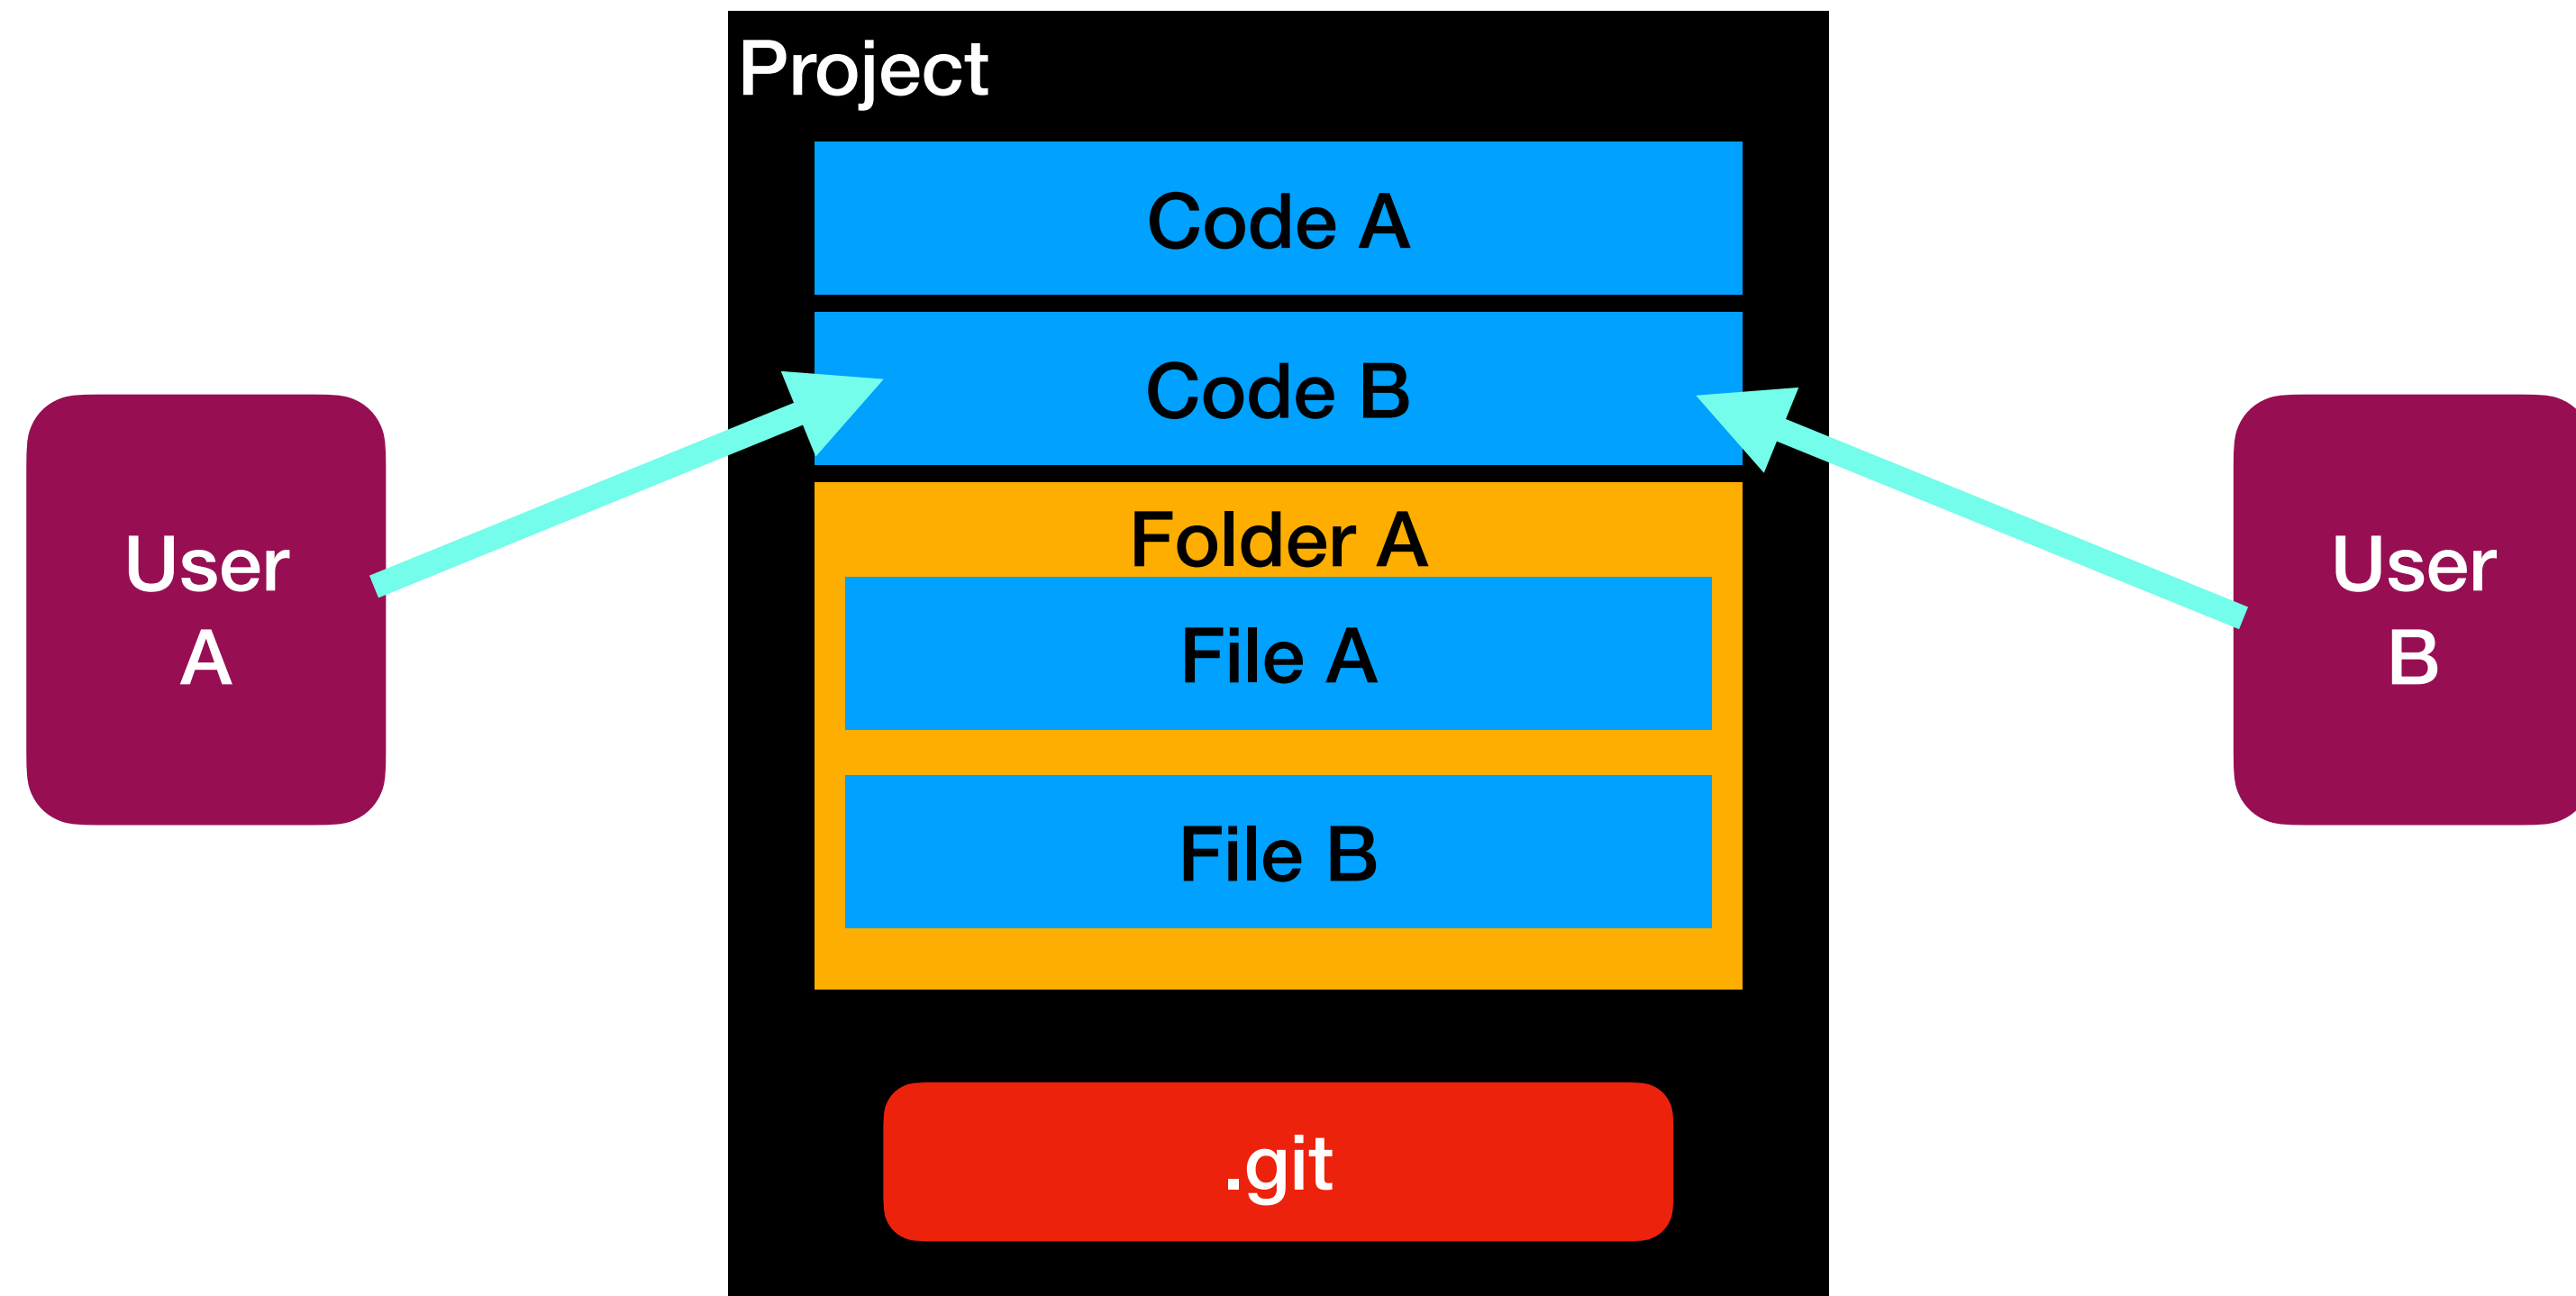 Project
Code A
Code B
Folder A
File A
File B
.git
User
A
User
B